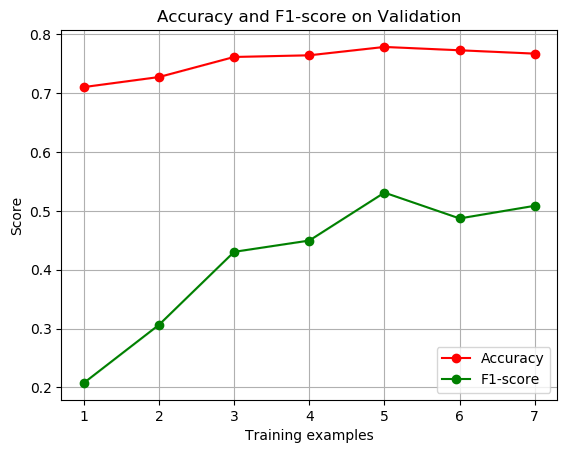 Accuracy and F1-score on Validation
0.8
0.7
0.6
0.5
0.4
0.3
0.2
Score
1 2 3 4 5 6 7
Training examples
Accuracy
F1-score